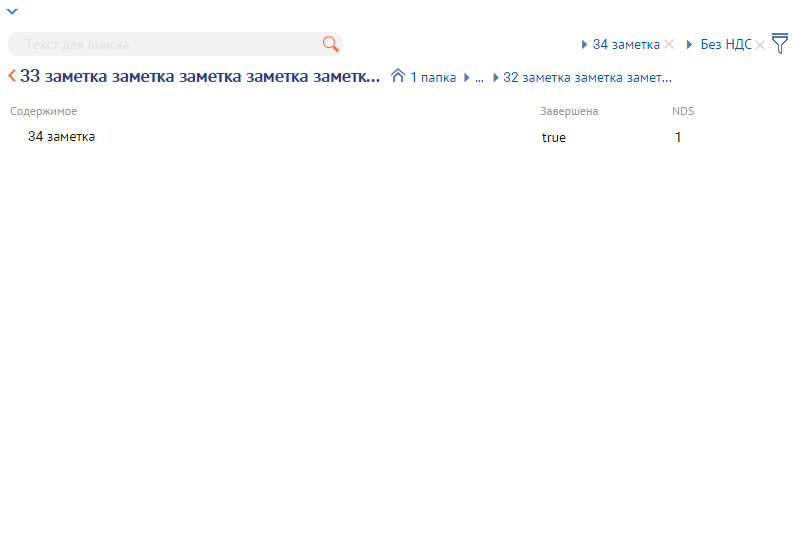 Текст для поиска 34 заметка Без НДС
33 заметка заметка заметка заметка заметк... 1 папка ... 32 заметка заметка замет...
Содержимое Завершена NDS
34 заметка true 1